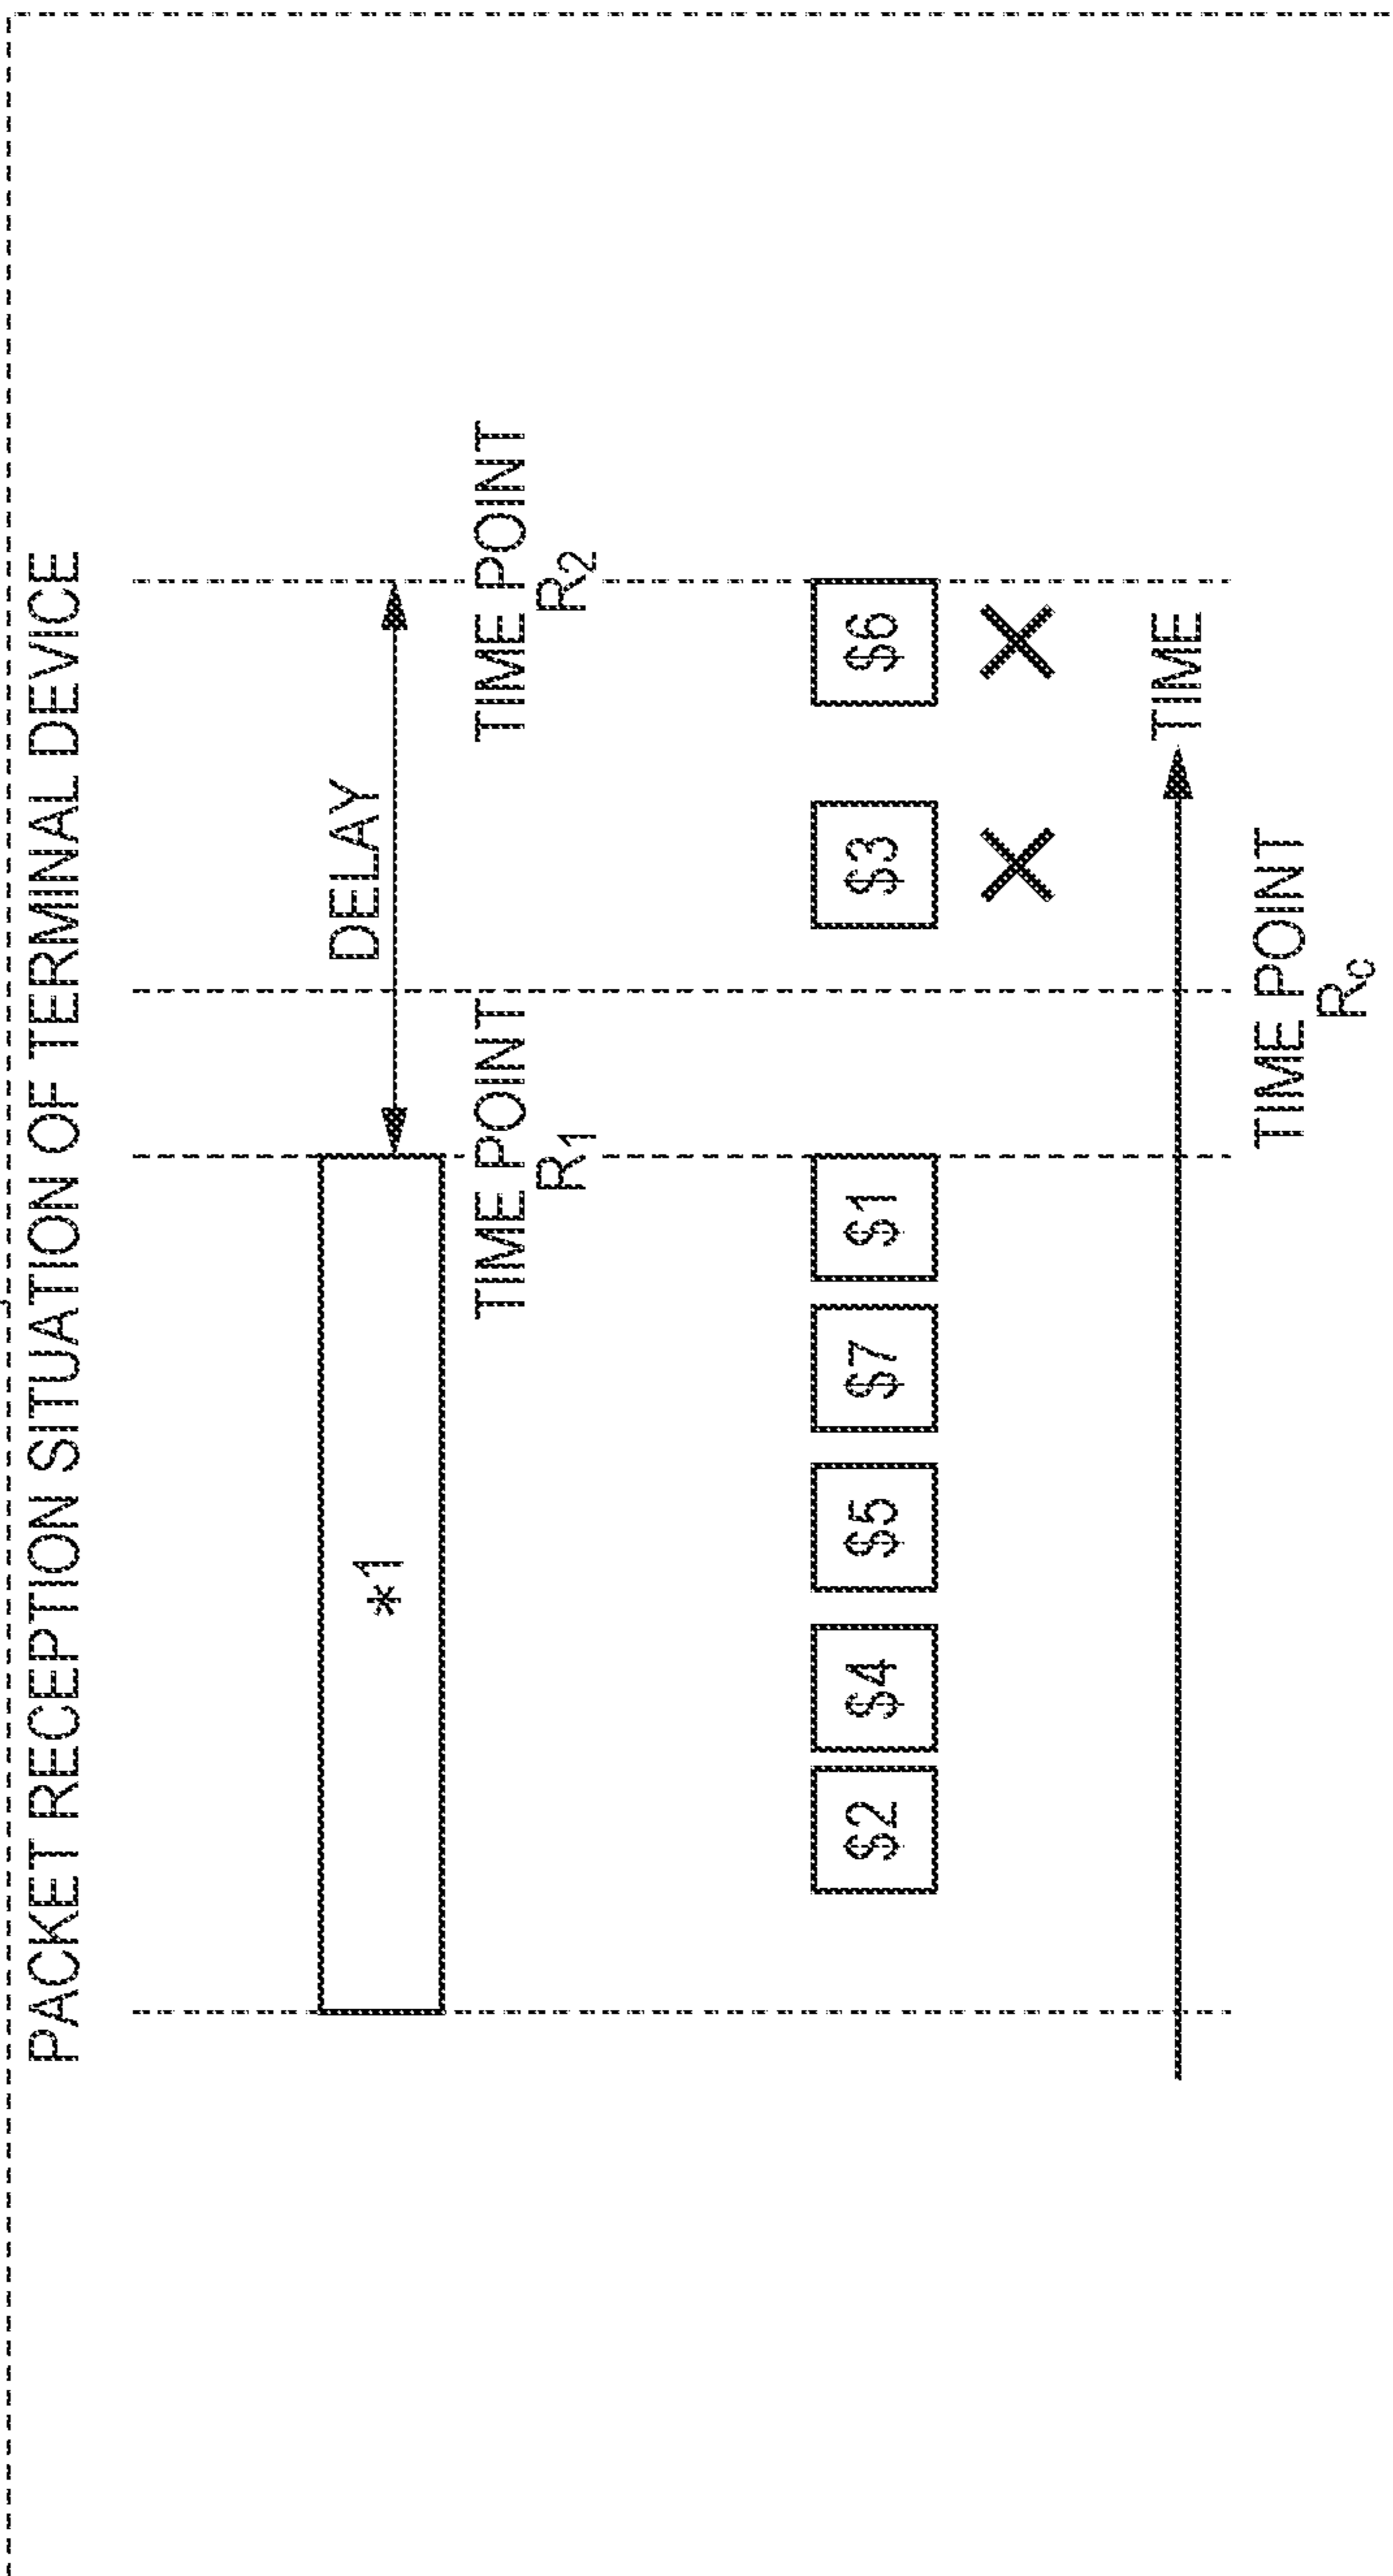 PACKET RECEPTION SITUATION OF TERMINAL DEVICE
DELAY
*1
TIME POINT
R1
TIME POINT
R2
$2
$4
$5
$7
$1
$3
$6
TIME
TIME POINT
Rc